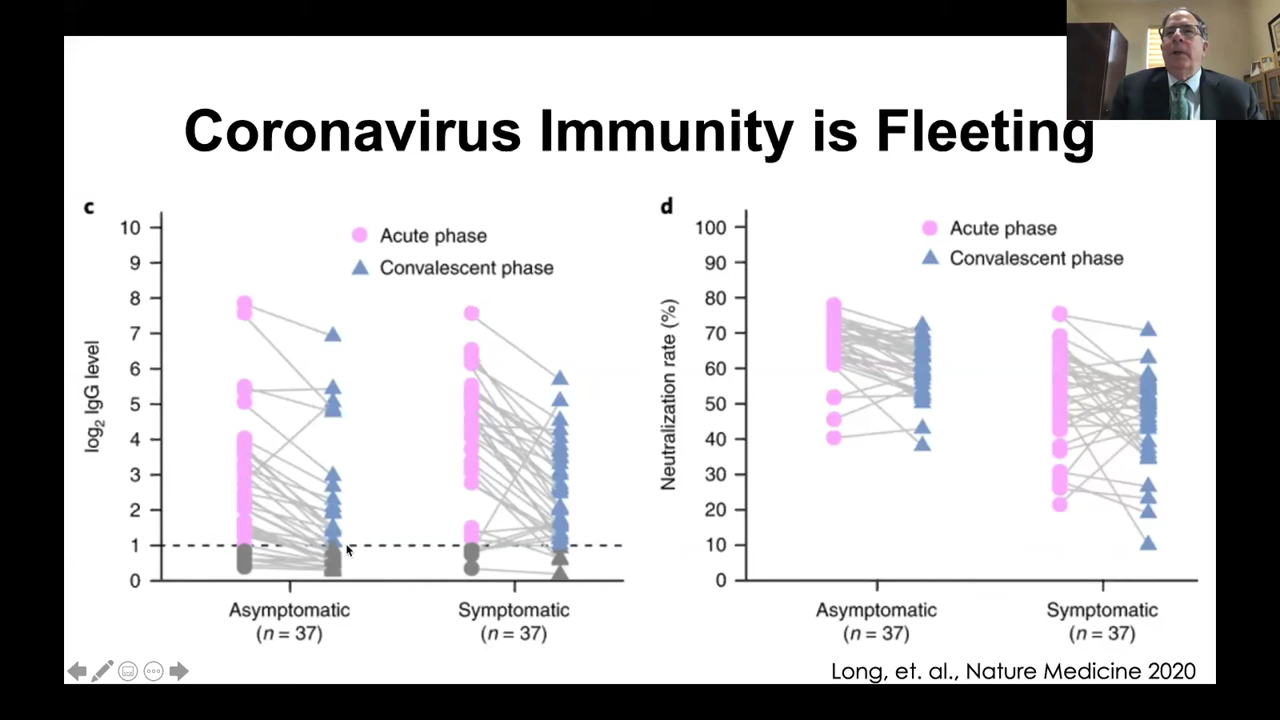 Coronavirus Immunity is Fleeting
c
10
9
8
7
6
5
4
3
2
1
0
log2 IgG level
Acute phase
Convalescent phase
Asymptomatic
(n = 37)
Symptomatic
(n = 37)
d
100
90
80
70
60
50
40
30
20
10
0
Neutralization rate (%)
Acute phase
Convalescent phase
Asymptomatic
(n = 37)
Symptomatic
(n = 37)
Long, et. al., Nature Medicine 2020